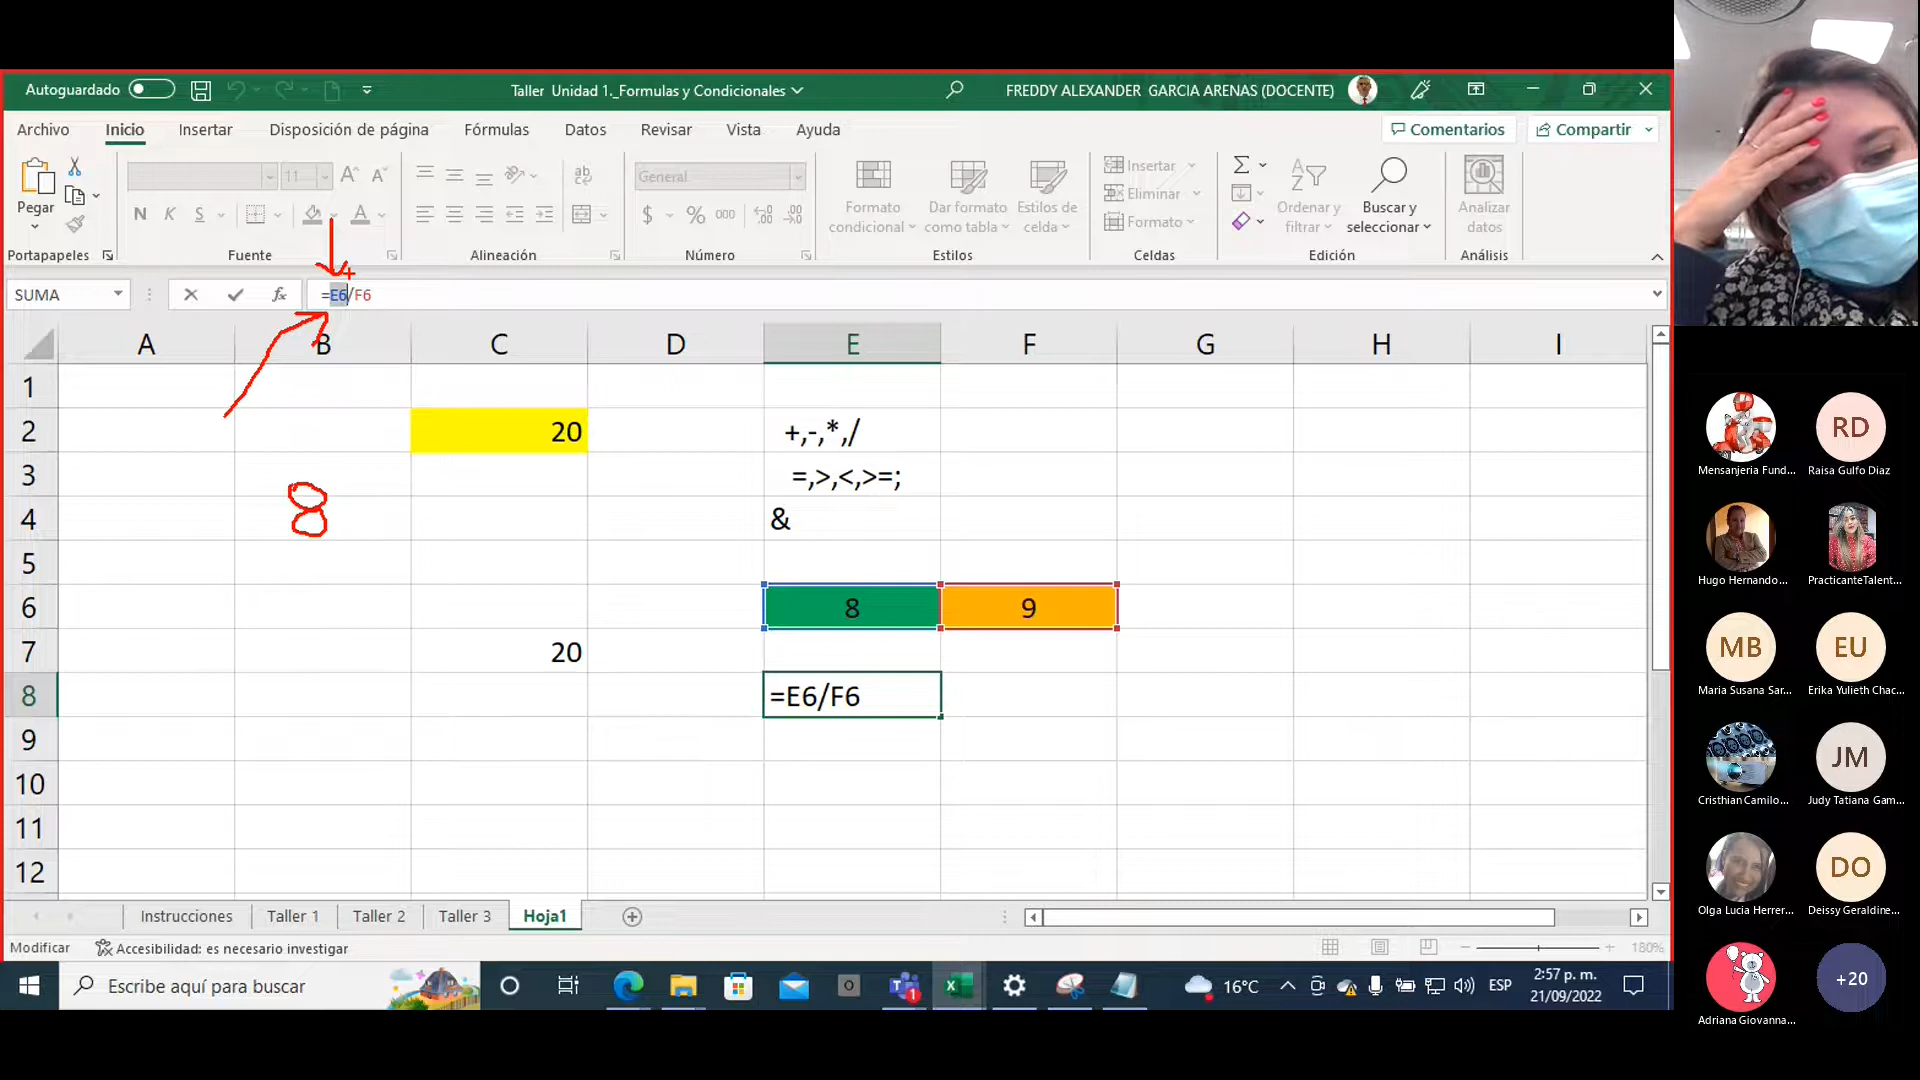 Autoguardado
Taller Unidad 1._Formulas y Condicionales
FREDDY ALEXANDER GARCIA ARENAS (DOCENTE)
Archivo Inicio Insertar Disposición de página Fórmulas Datos Revisar Vista Ayuda
Comentarios Compartir
Pegar
11 A A
N K S A
ab
General
$ % 000
Formato condicional
Dar formato como tabla
Estilos de celda
Insertar
Eliminar
Formato
Ordenar y filtrar
Buscar y seleccionar
Analizar datos
Portapapeles Fuente Alineación Número Estilos Celdas Edición Análisis
SUMA fx =E6/F6
A B C D E F G H I
1
2 20 +,-,*,/
3 =,>,<,>=;
8
4 &
5
6 8 9
7 20
8 =E6/F6
9
10
11
12
Instrucciones Taller 1 Taller 2 Taller 3 Hoja1
Modificar Accesibilidad: es necesario investigar 180%
Escribe aquí para buscar
16°C ESP
2:57 p. m.
21/09/2022
Mensanjeria Fund...
RD
Raisa Gulfo Diaz
Hugo Hernando...
PracticanteTalent...
MB
Maria Susana Sar...
EU
Erika Yulieth Chac...
Cristhian Camilo...
JM
Judy Tatiana Gam...
Olga Lucia Herrer...
DO
Deissy Geraldine...
Adriana Giovanna...
+20